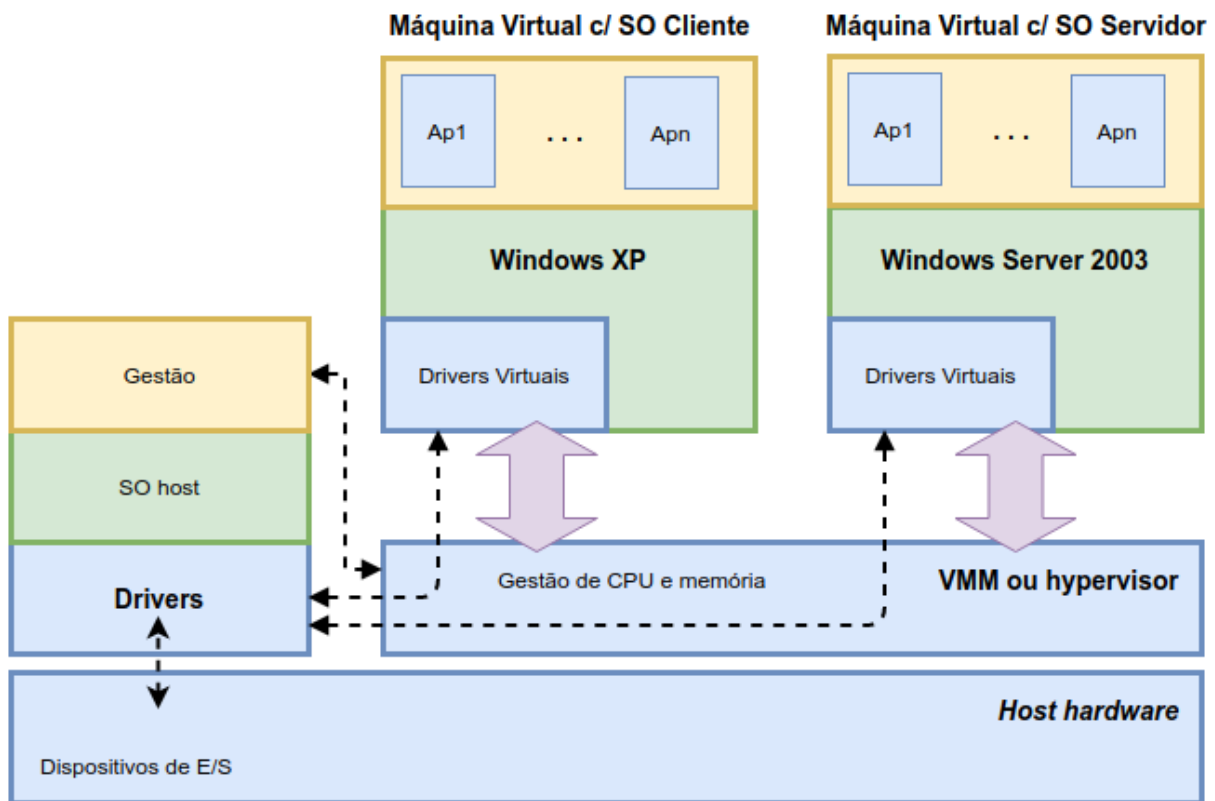 Máquina Virtual c/ SO Cliente
Máquina Virtual c/ SO Servidor
Ap1
. . .
Apn
Ap1
. . .
Apn
Windows XP
Windows Server 2003
Gestão
Drivers Virtuais
Drivers Virtuais
SO host
Drivers
Gestão de CPU e memória
VMM ou hypervisor
Host hardware
Dispositivos de E/S